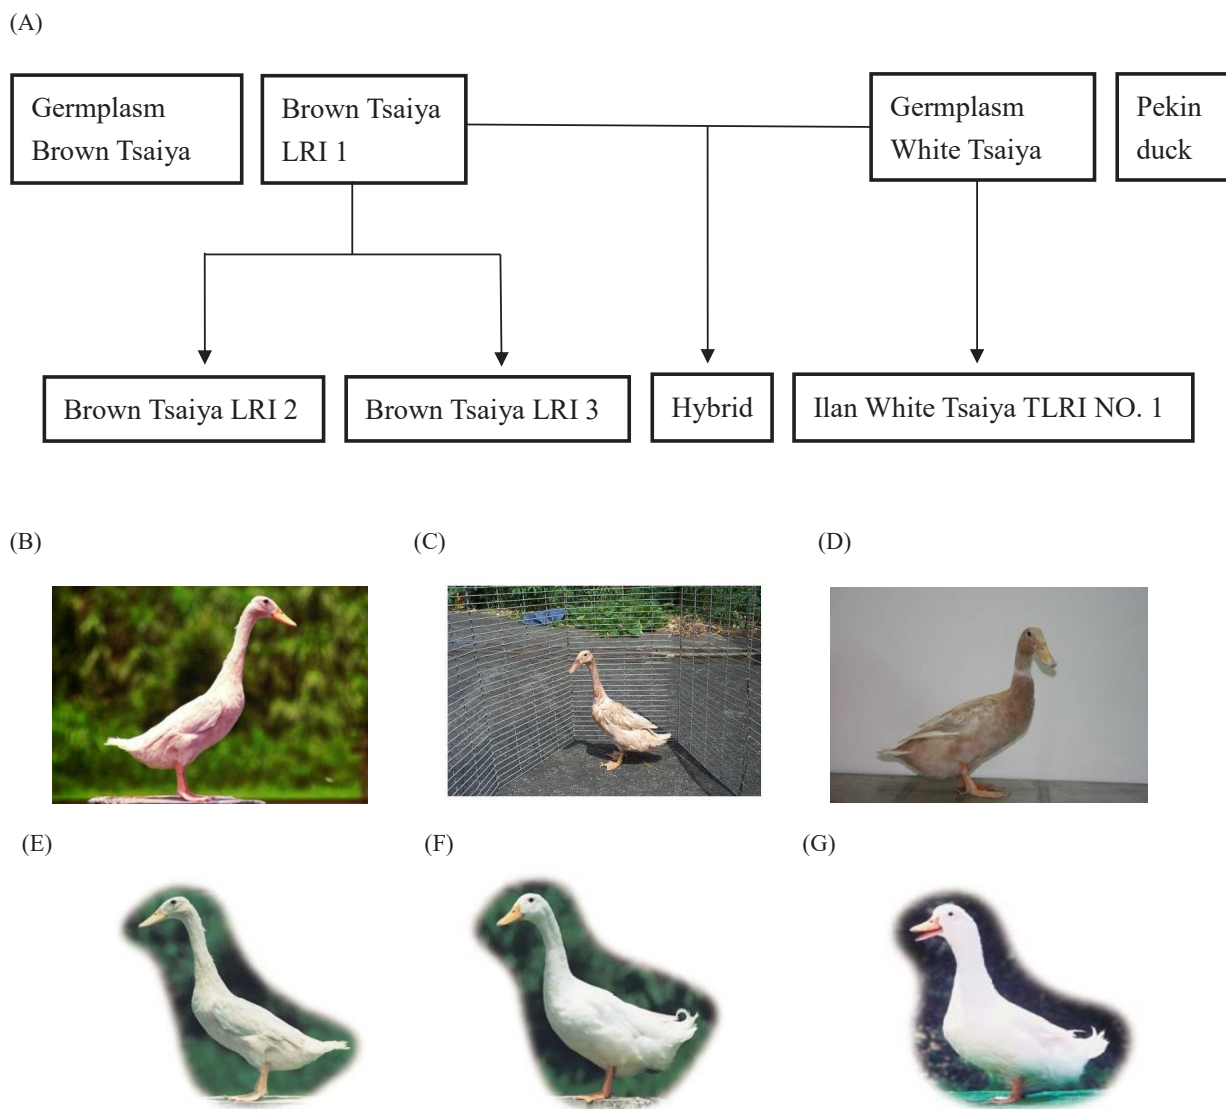 (A)
Germplasm
Brown Tsaiya
Brown Tsaiya
LRI 1
Germplasm
White Tsaiya
Pekin
duck
Brown Tsaiya LRI 2
Brown Tsaiya LRI 3
Hybrid
Ilan White Tsaiya TLRI NO. 1
(B)
(C)
(D)
(E)
(F)
(G)